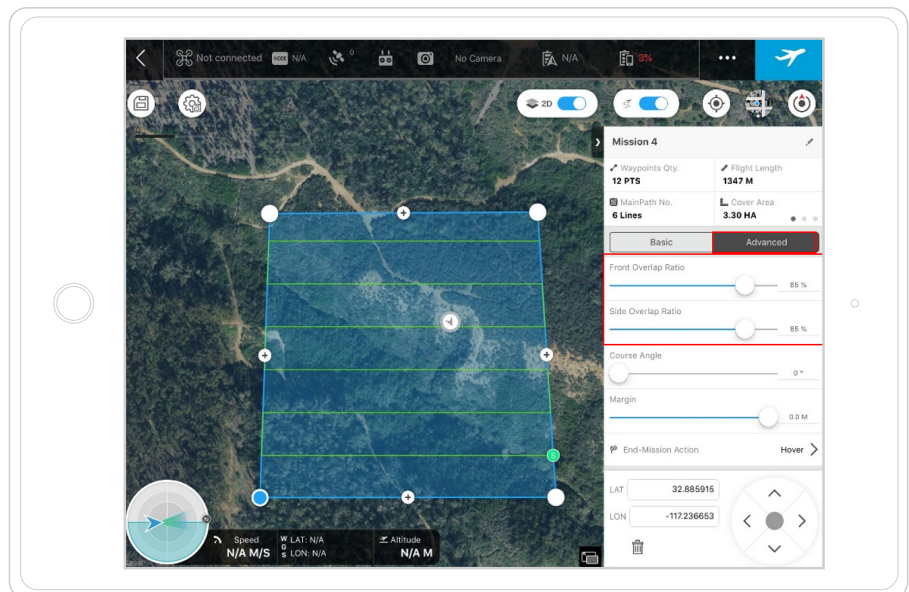 Not connected MODE N/A 0 No Camera N/A 3%
2D
Mission 4
Waypoints Qty. Flight Length
12 PTS 1347 M
MainPath No. Cover Area
6 Lines 3.30 HA
Basic Advanced
Front Overlap Ratio
85 %
Side Overlap Ratio
85 %
Course Angle
0 °
Margin
0.0 M
End-Mission Action Hover
S
LAT 32.885915
LON -117.236653
N
Speed W LAT: N/A Altitude
G
N/A M/S S LON: N/A N/A M